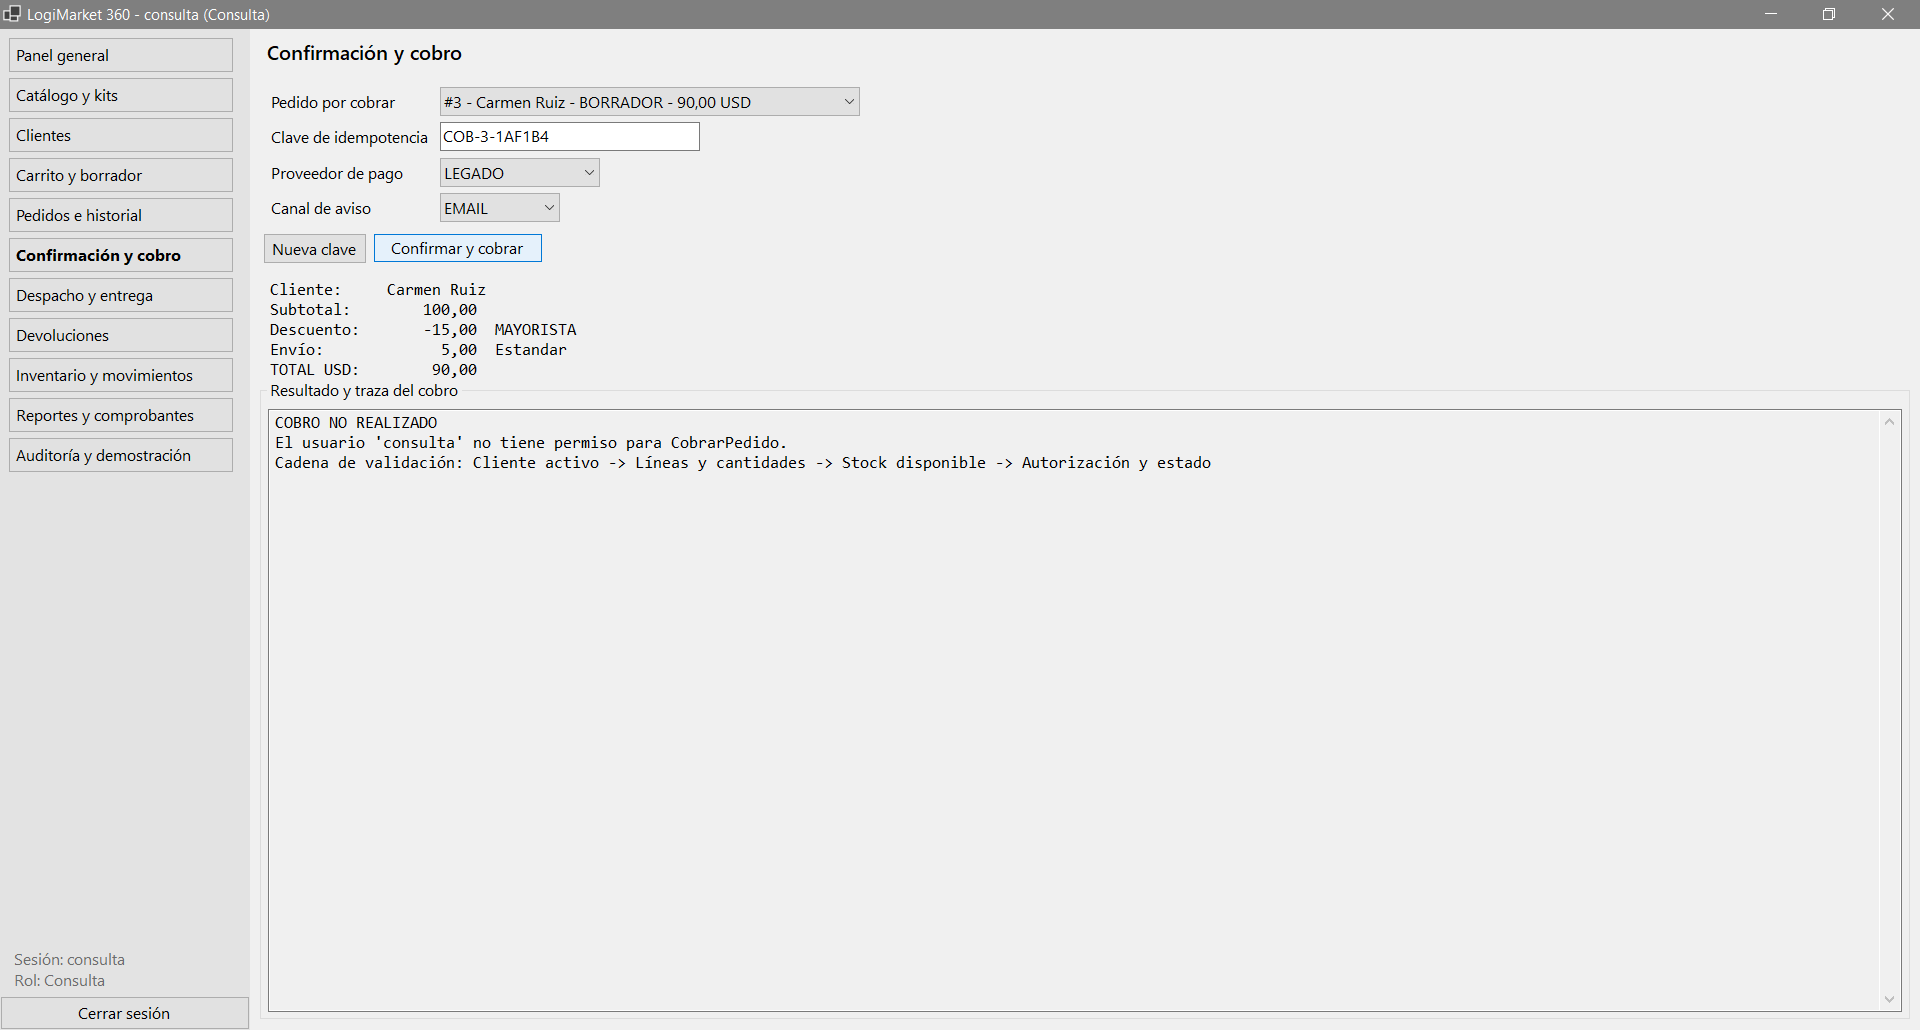 LogiMarket 360 - consulta (Consulta)
Panel general
Catálogo y kits
Clientes
Carrito y borrador
Pedidos e historial
Confirmación y cobro
Despacho y entrega
Devoluciones
Inventario y movimientos
Reportes y comprobantes
Auditoría y demostración
Sesión: consulta
Rol: Consulta
Cerrar sesión
Confirmación y cobro
Pedido por cobrar #3 - Carmen Ruiz - BORRADOR - 90,00 USD
Clave de idempotencia COB-3-1AF1B4
Proveedor de pago LEGADO
Canal de aviso EMAIL
Nueva clave Confirmar y cobrar
Cliente: Carmen Ruiz
Subtotal: 100,00
Descuento: -15,00 MAYORISTA
Envío: 5,00 Estandar
TOTAL USD: 90,00
Resultado y traza del cobro
COBRO NO REALIZADO
El usuario 'consulta' no tiene permiso para CobrarPedido.
Cadena de validación: Cliente activo -> Líneas y cantidades -> Stock disponible -> Autorización y estado